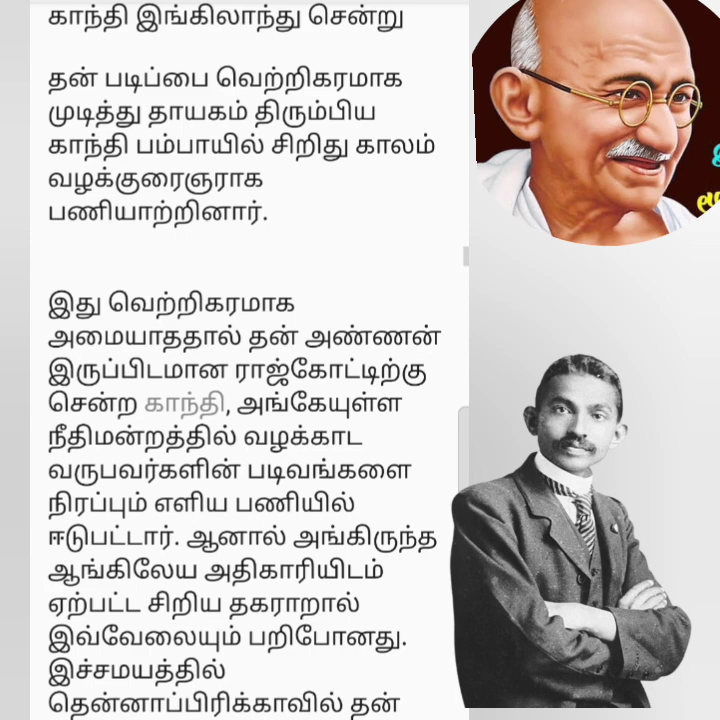 காந்தி இங்கிலாந்து சென்று
தன் படிப்பை வெற்றிகரமாக
முடித்து தாயகம் திரும்பிய
காந்தி பம்பாயில் சிறிது காலம்
வழக்குரைஞராக
பணியாற்றினார்.
இது வெற்றிகரமாக
அமையாததால் தன் அண்ணன்
இருப்பிடமான ராஜ்கோட்டிற்கு
சென்ற காந்தி, அங்கேயுள்ள
நீதிமன்றத்தில் வழக்காட
வருபவர்களின் படிவங்களை
நிரப்பும் எளிய பணியில்
ஈடுபட்டார். ஆனால் அங்கிருந்த
ஆங்கிலேய அதிகாரியிடம்
ஏற்பட்ட சிறிய தகராறால்
இவ்வேலையும் பறிபோனது.
இச்சமயத்தில்
தென்னாப்பிரிக்காவில் தன்